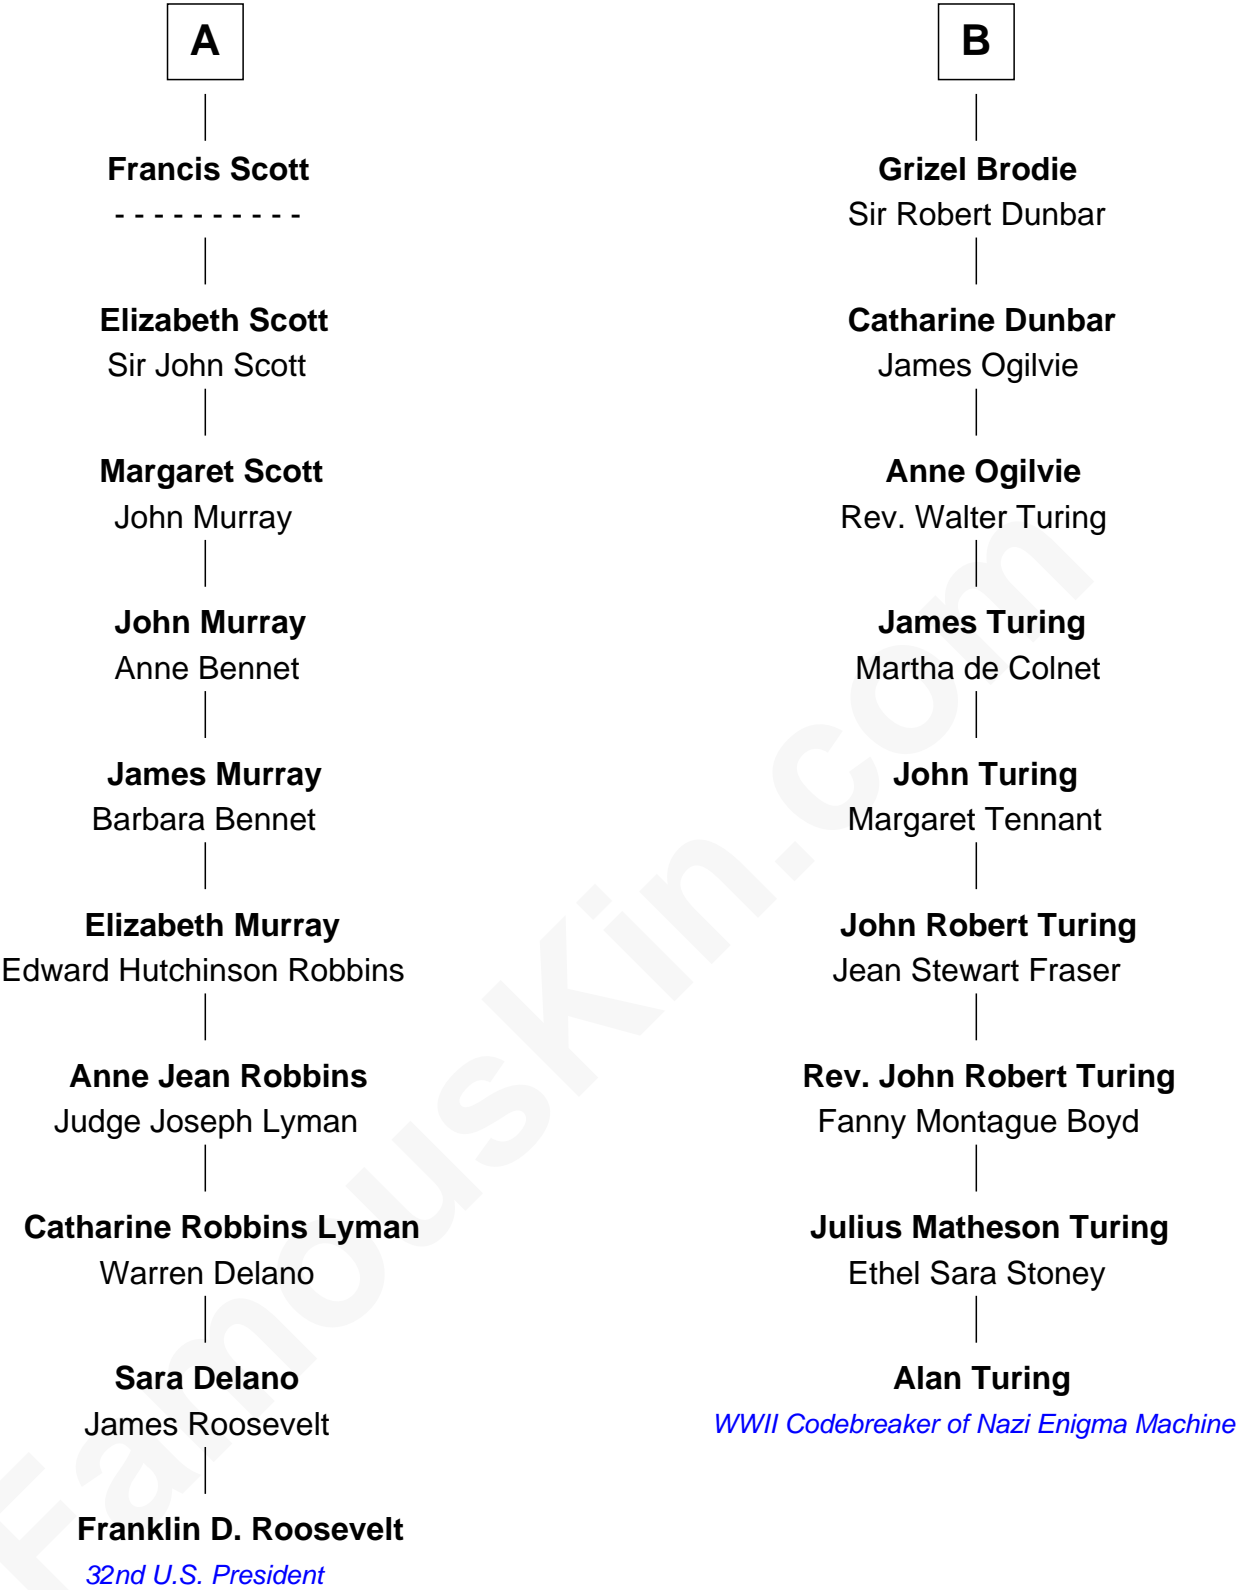 A
Francis Scott
- - - - - - - - - -
Elizabeth Scott
Sir John Scott
Margaret Scott
John Murray
John Murray
Anne Bennet
James Murray
Barbara Bennet
Elizabeth Murray
Edward Hutchinson Robbins
Anne Jean Robbins
Judge Joseph Lyman
Catharine Robbins Lyman
Warren Delano
Sara Delano
James Roosevelt
Franklin D. Roosevelt
32nd U.S. President
B
Grizel Brodie
Sir Robert Dunbar
Catharine Dunbar
James Ogilvie
Anne Ogilvie
Rev. Walter Turing
James Turing
Martha de Colnet
John Turing
Margaret Tennant
John Robert Turing
Jean Stewart Fraser
Rev. John Robert Turing
Fanny Montague Boyd
Julius Matheson Turing
Ethel Sara Stoney
Alan Turing
WWII Codebreaker of Nazi Enigma Machine
FamousKin.com